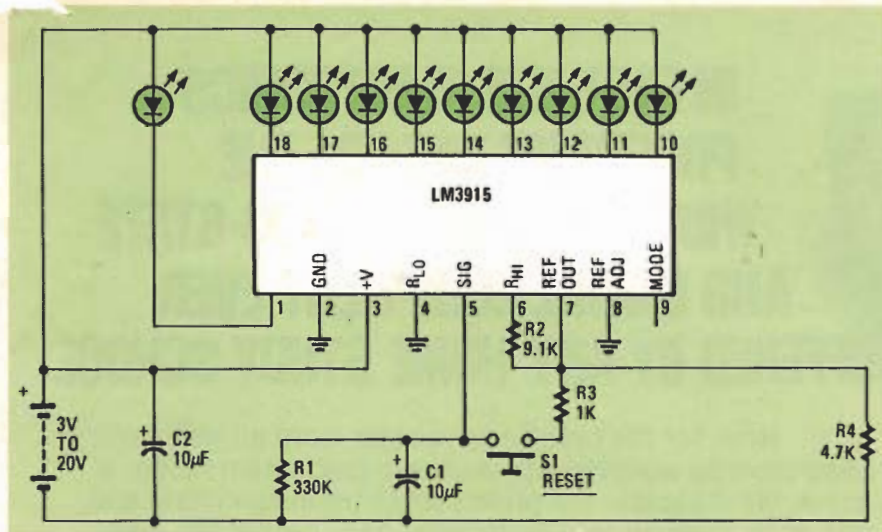 18 17 16 15 14 13 12 11 10
LM3915
GND
+V
R_LO
SIG
R_HI
REF OUT
REF ADJ
MODE
1 2 3 4 5 6 7 8 9
R2
9.1K
R3
1K
R4
4.7K
+
3V
TO
20V
+
C2
10µF
R1
330K
+
C1
10µF
S1
RESET